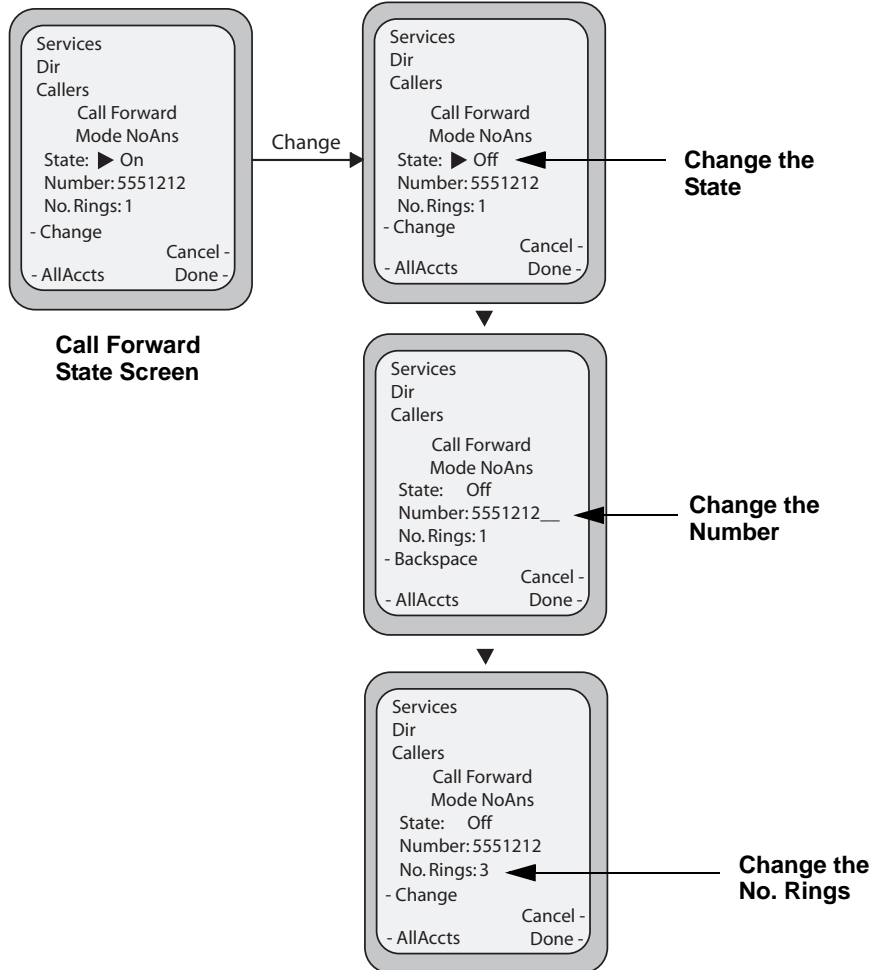 Services
Dir
Callers
Call Forward
Mode NoAns
State: ▶ On
Number: 5551212
No. Rings: 1
- Change
Cancel -
- AllAccts Done -
Call Forward
State Screen
Change
Services
Dir
Callers
Call Forward
Mode NoAns
State: ▶ Off
Number: 5551212
No. Rings: 1
- Change
Cancel -
- AllAccts Done -
Change the
State
Services
Dir
Callers
Call Forward
Mode NoAns
State: Off
Number: 5551212__
No. Rings: 1
- Backspace
Cancel -
- AllAccts Done -
Change the
Number
Services
Dir
Callers
Call Forward
Mode NoAns
State: Off
Number: 5551212
No. Rings: 3
- Change
Cancel -
- AllAccts Done -
Change the
No. Rings